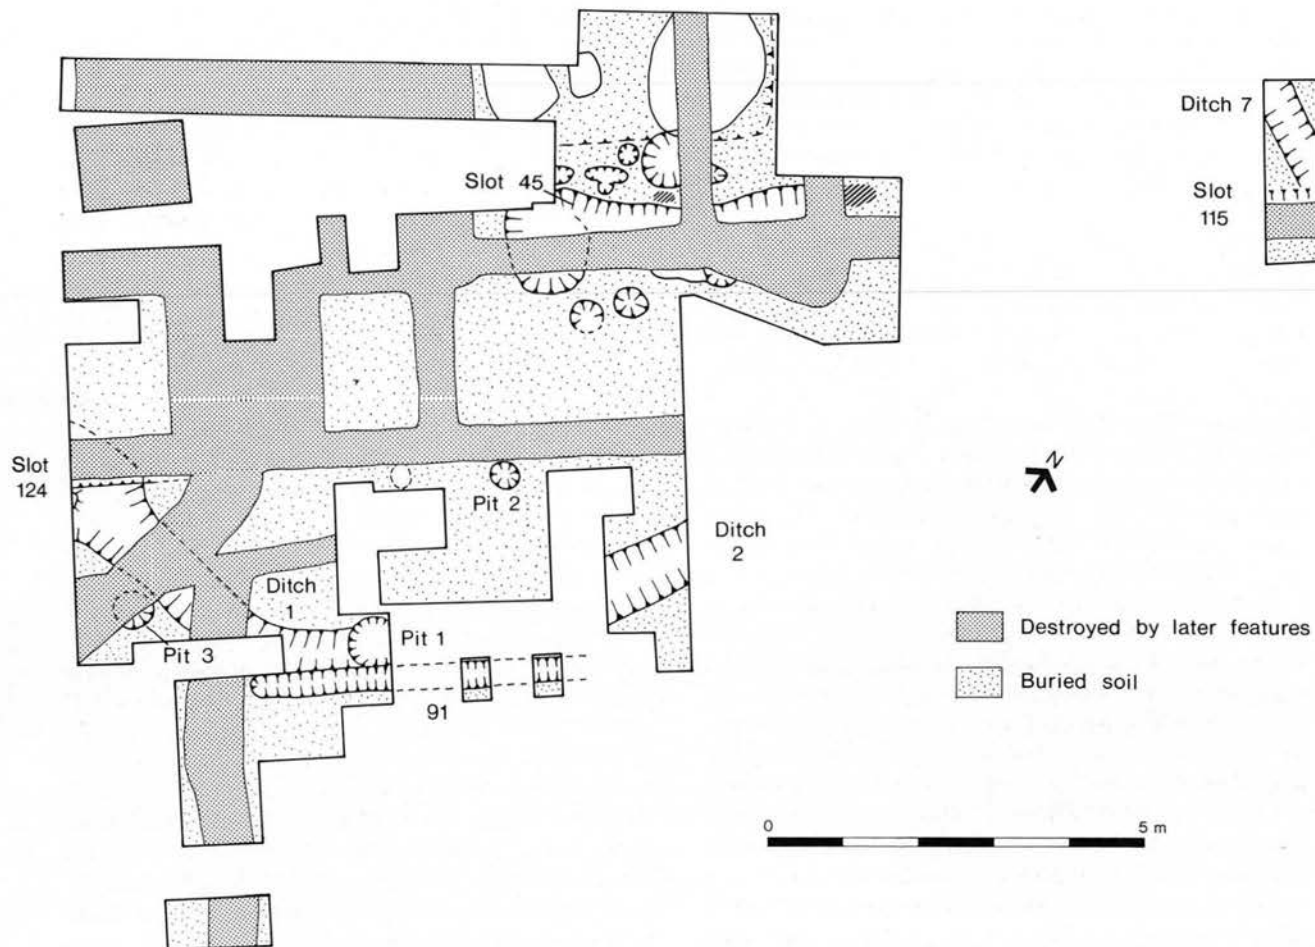 Ditch 7
Slot 45
Slot
115
Slot
124
Pit 2
N
Ditch
2
Ditch
1
Pit 1
Pit 3
91
Destroyed by later features
Buried soil
0
5 m